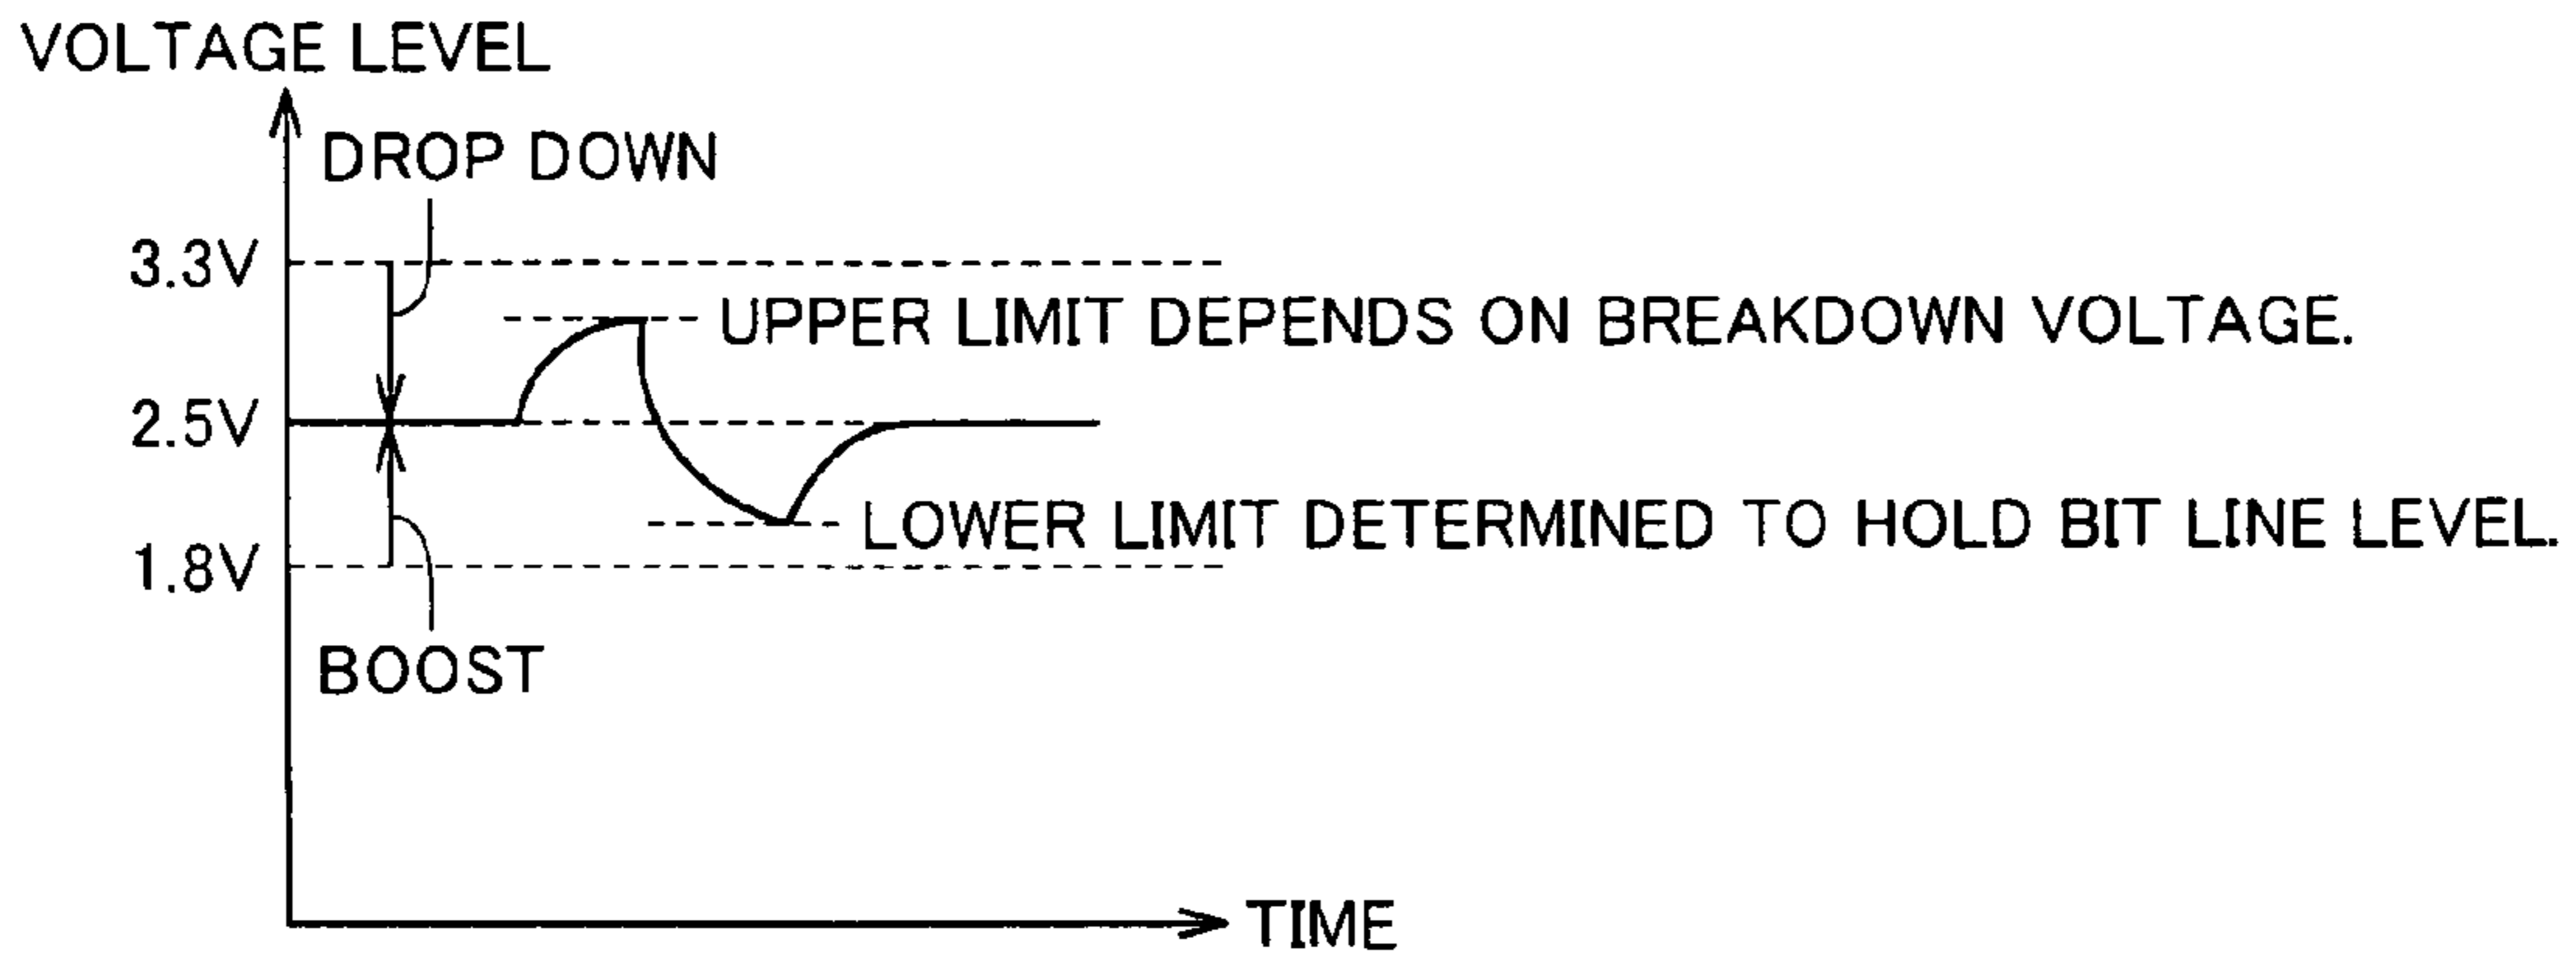 VOLTAGE LEVEL
DROP DOWN
3.3V
UPPER LIMIT DEPENDS ON BREAKDOWN VOLTAGE.
2.5V
LOWER LIMIT DETERMINED TO HOLD BIT LINE LEVEL.
1.8V
BOOST
TIME